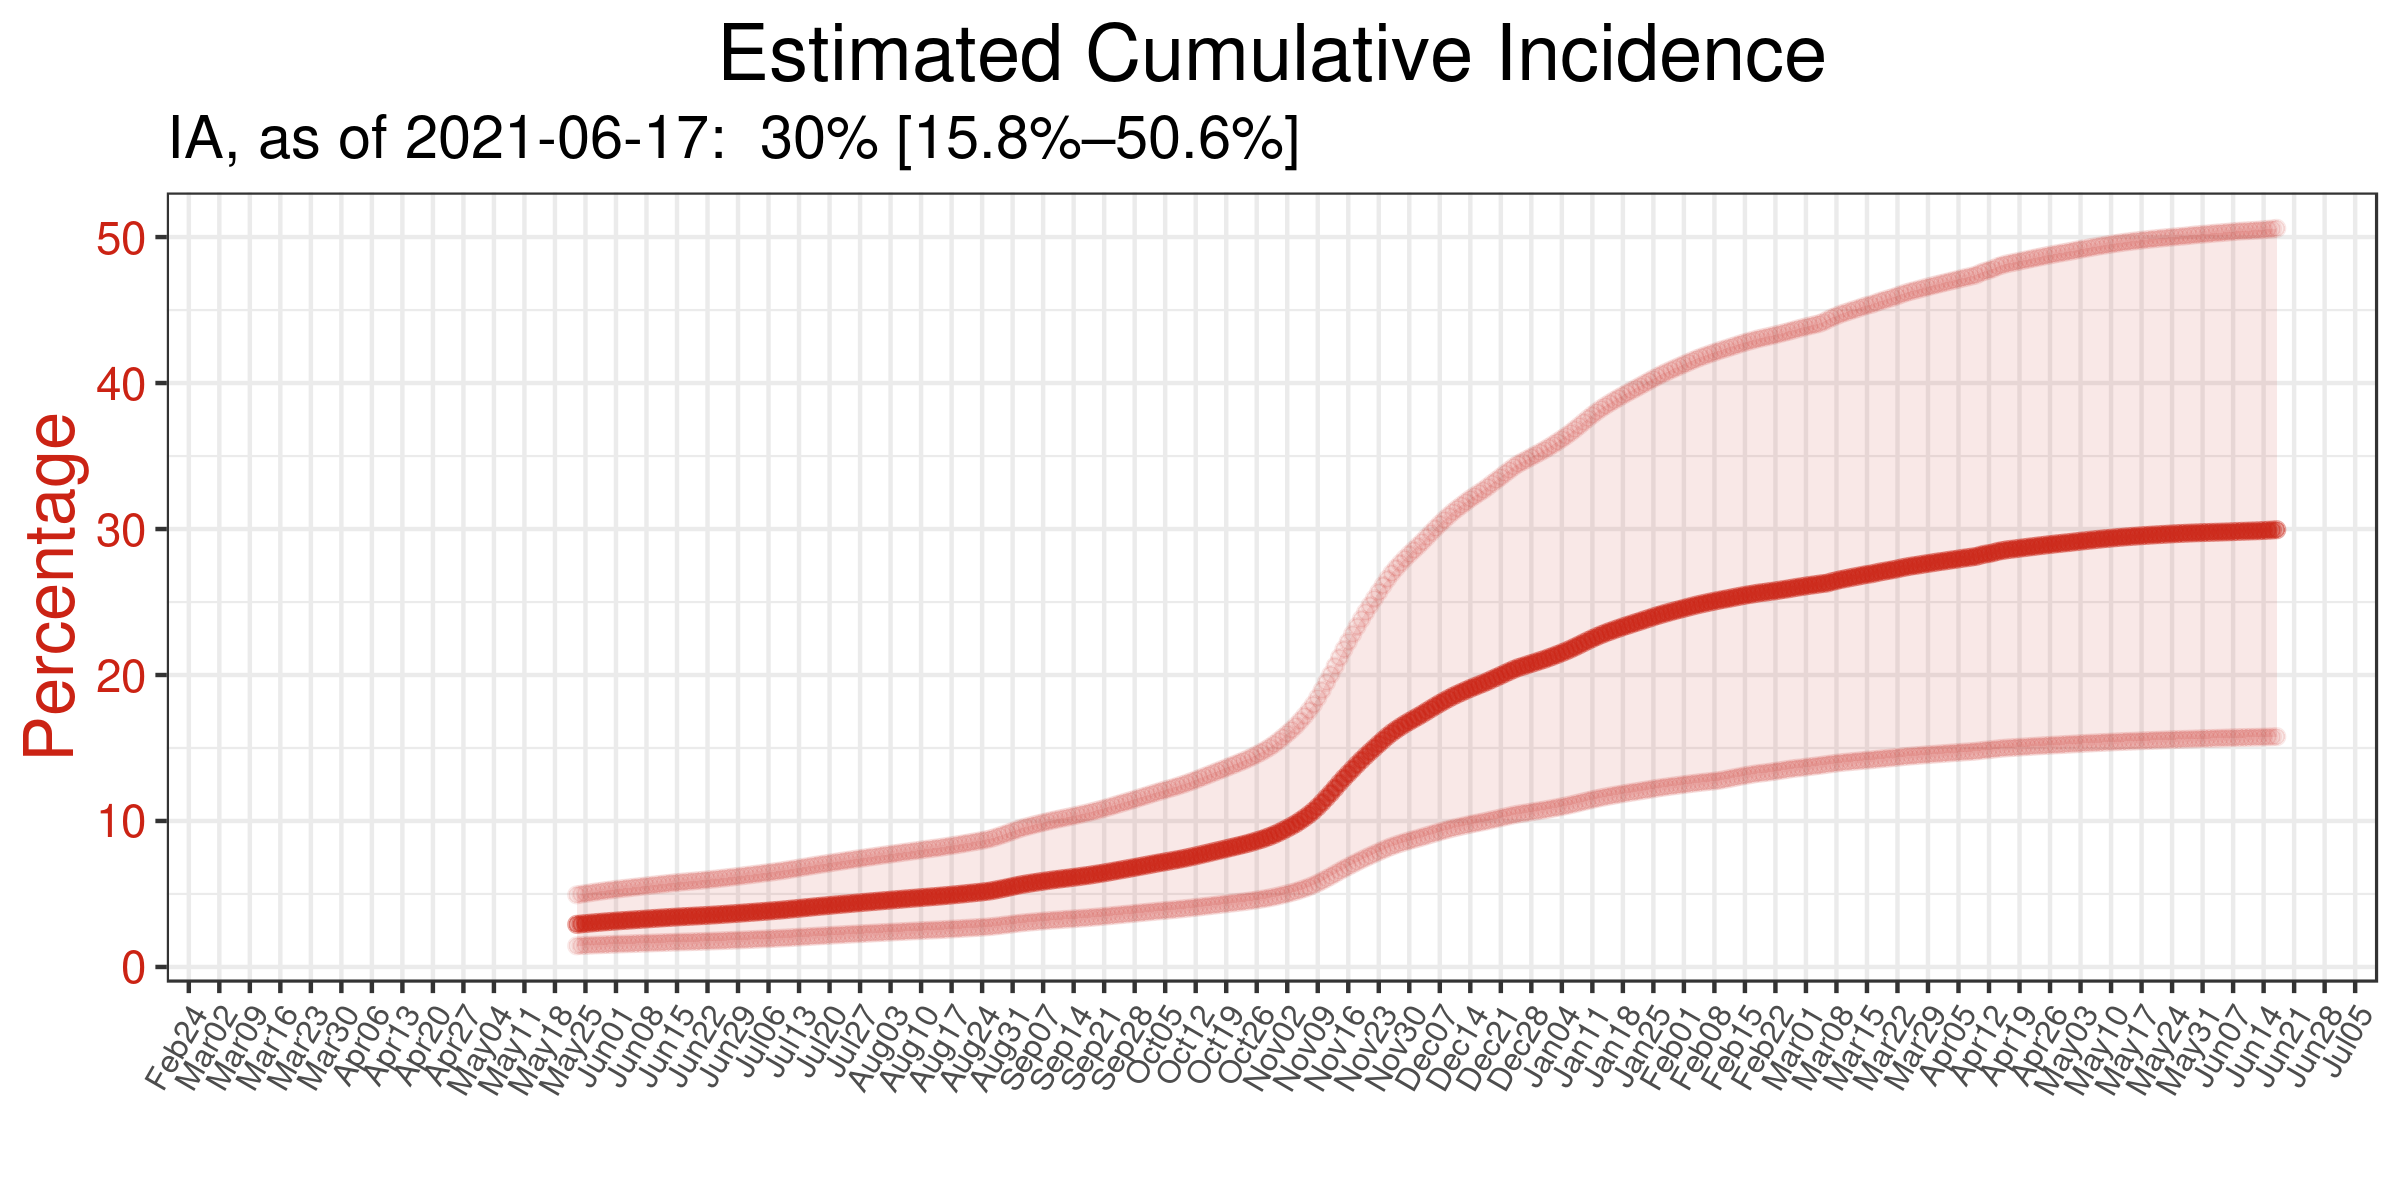 Estimated Cumulative Incidence
IA, as of 2021-06-17:  30% [15.8%–50.6%]
Percentage
50
40
30
20
10
0
Feb24
Mar02
Mar09
Mar16
Mar23
Mar30
Apr06
Apr13
Apr20
Apr27
May04
May11
May18
May25
Jun01
Jun08
Jun15
Jun22
Jun29
Jul06
Jul13
Jul20
Jul27
Aug03
Aug10
Aug17
Aug24
Aug31
Sep07
Sep14
Sep21
Sep28
Oct05
Oct12
Oct19
Oct26
Nov02
Nov09
Nov16
Nov23
Nov30
Dec07
Dec14
Dec21
Dec28
Jan04
Jan11
Jan18
Jan25
Feb01
Feb08
Feb15
Feb22
Mar01
Mar08
Mar15
Mar22
Mar29
Apr05
Apr12
Apr19
Apr26
May03
May10
May17
May24
May31
Jun07
Jun14
Jun21
Jun28
Jul05